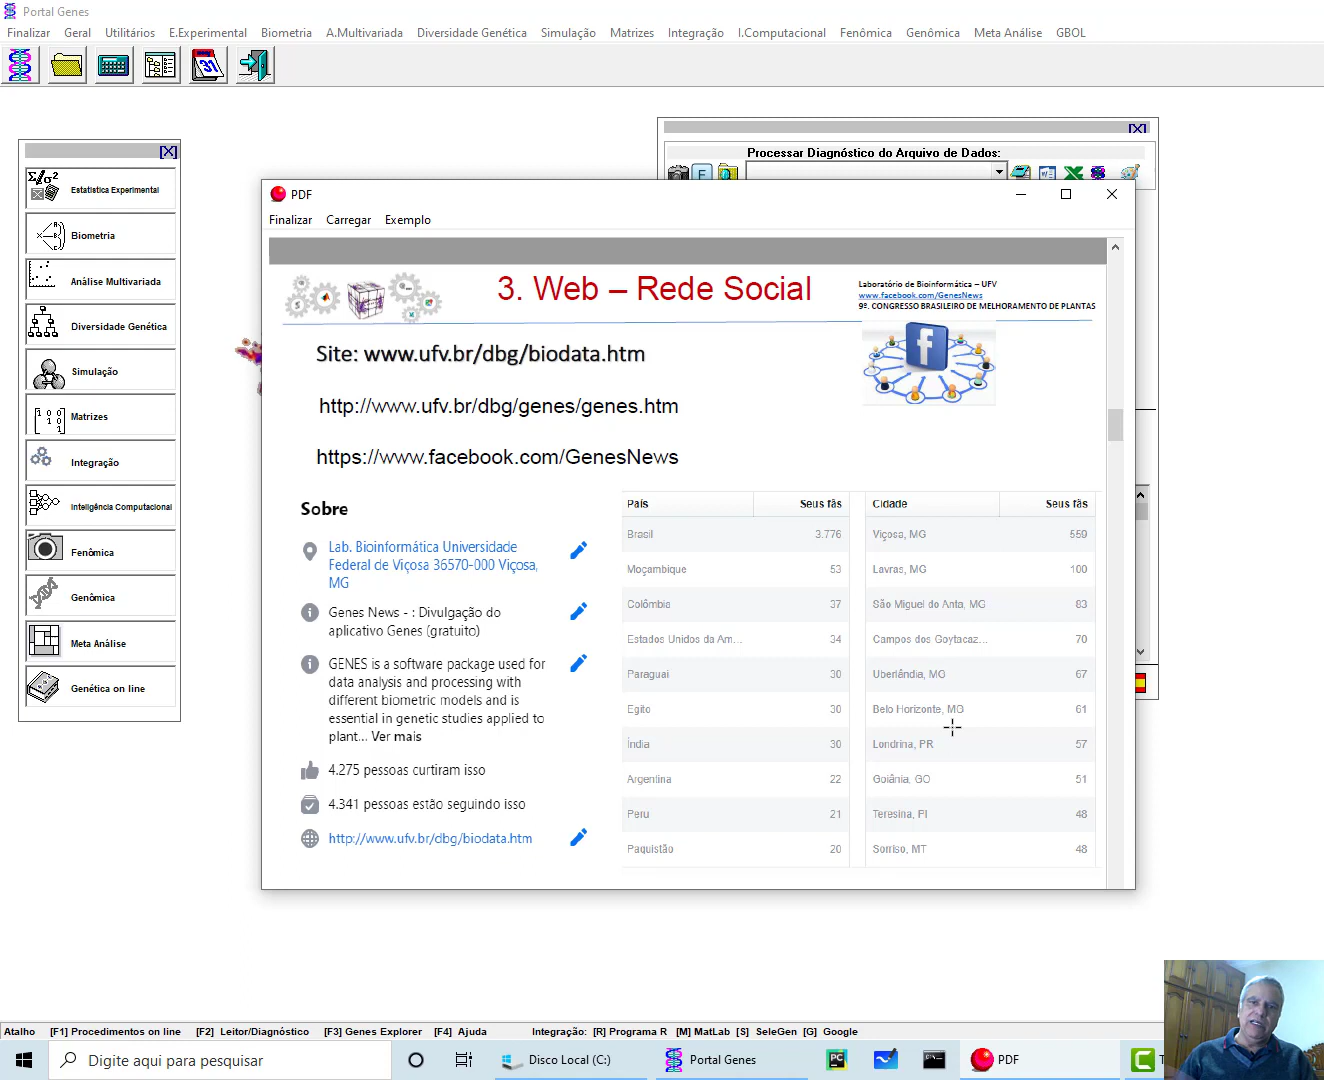 Portal Genes
Finalizar Geral Utilitários E.Experimental Biometria A.Multivariada Diversidade Genética Simulação Matrizes Integração I.Computacional Fenômica Genômica Meta Análise GBOL
31
[X]
Estatística Experimental
Biometria
Análise Multivariada
Diversidade Genética
Simulação
Matrizes
Integração
Inteligência Computacional
Fenômica
Genômica
Meta Análise
Genética on line
[X]
Processar Diagnóstico do Arquivo de Dados:
PDF
Finalizar Carregar Exemplo
3. Web – Rede Social
Laboratório de Bioinformática – UFV
www.facebook.com/GenesNews
9º. CONGRESSO BRASILEIRO DE MELHORAMENTO DE PLANTAS
Site: www.ufv.br/dbg/biodata.htm
http://www.ufv.br/dbg/genes/genes.htm
https://www.facebook.com/GenesNews
Sobre
Lab. Bioinformática Universidade
Federal de Viçosa 36570-000 Viçosa,
MG
Genes News - : Divulgação do
aplicativo Genes (gratuito)
GENES is a software package used for
data analysis and processing with
different biometric models and is
essential in genetic studies applied to
plant... Ver mais
4.275 pessoas curtiram isso
4.341 pessoas estão seguindo isso
http://www.ufv.br/dbg/biodata.htm
País Seus fãs
Brasil 3.776
Moçambique 53
Colômbia 37
Estados Unidos da Am... 34
Paraguai 30
Egito 30
Índia 30
Argentina 22
Peru 21
Paquistão 20
Cidade Seus fãs
Viçosa, MG 559
Lavras, MG 100
São Miguel do Anta, MG 83
Campos dos Goytacaz... 70
Uberlândia, MG 67
Belo Horizonte, MG 61
Londrina, PR 57
Goiânia, GO 51
Teresina, PI 48
Sorriso, MT 48
Atalho [F1] Procedimentos on line [F2] Leitor/Diagnóstico [F3] Genes Explorer [F4] Ajuda Integração: [R] Programa R [M] MatLab [S] SeleGen [G] Google
Digite aqui para pesquisar Disco Local (C:) Portal Genes PC PDF